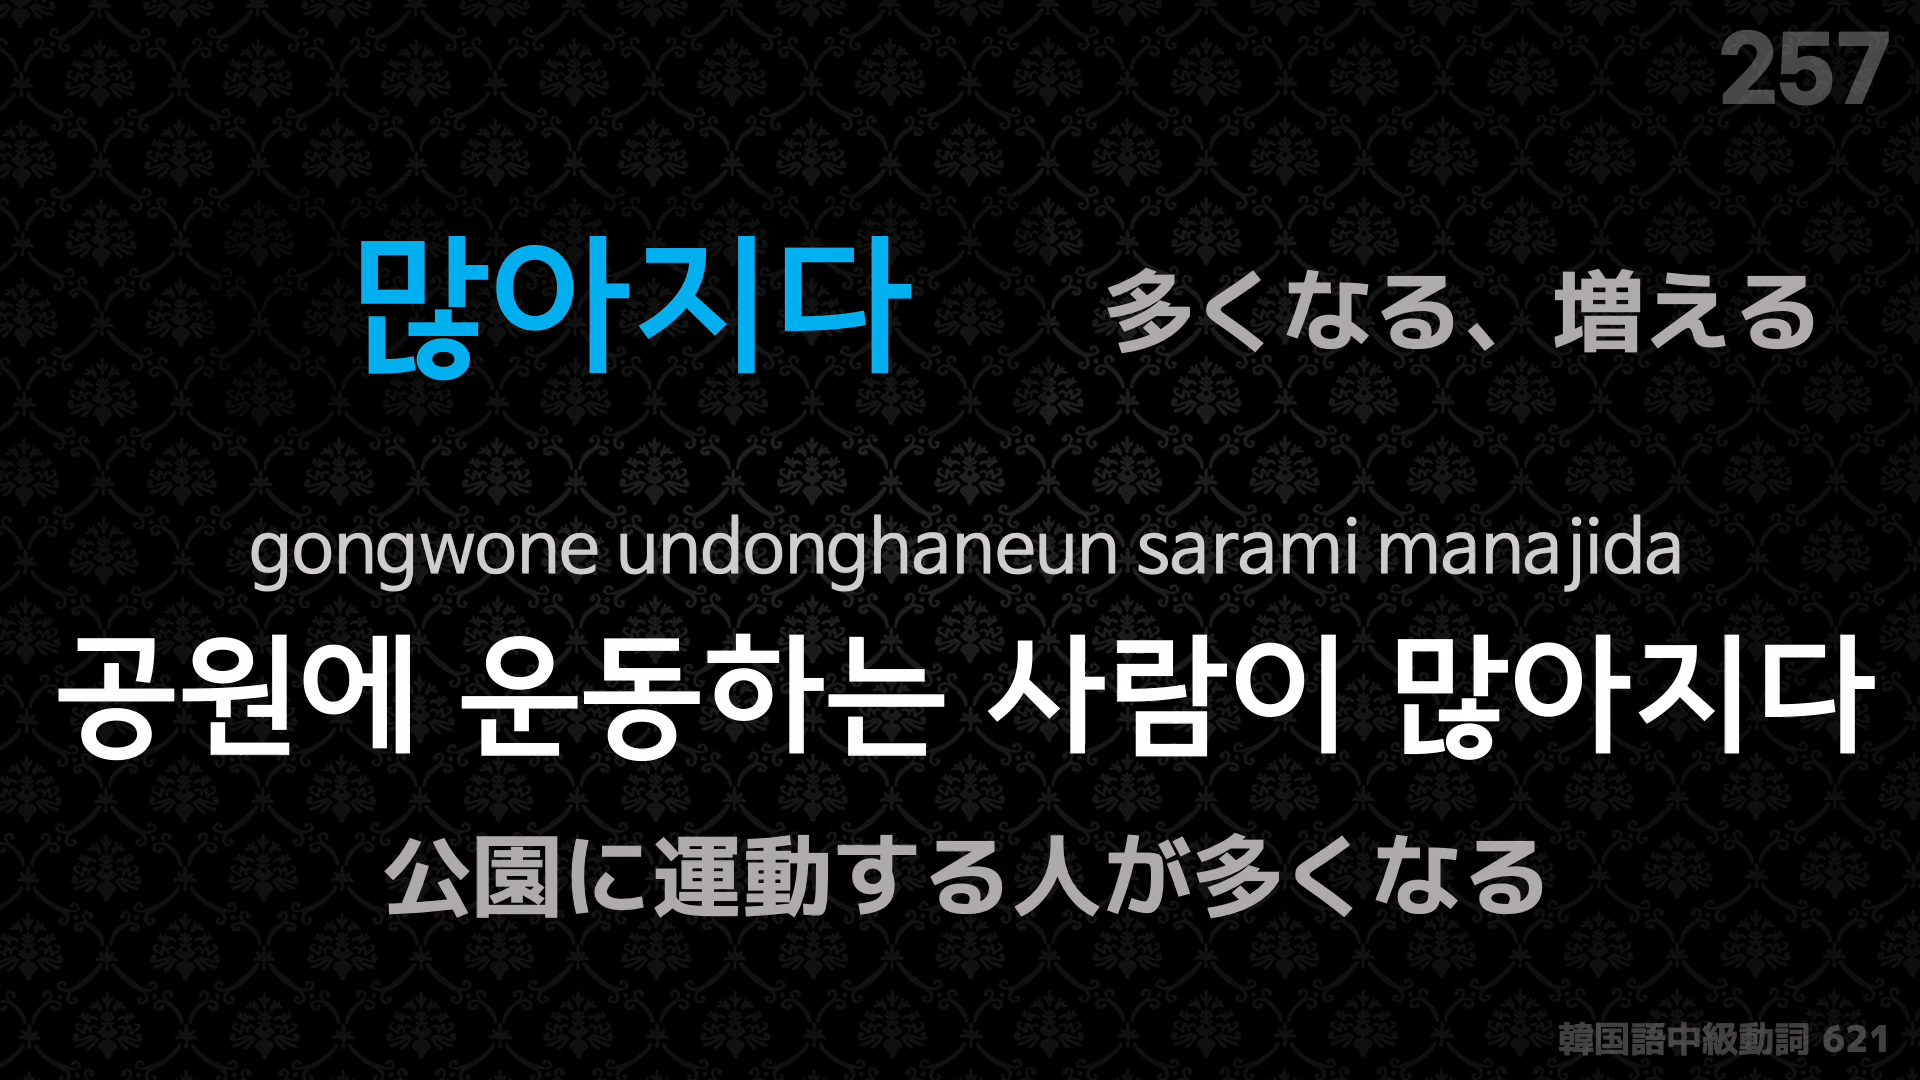 257
많아지다 多くなる、増える
gongwone undonghaneun sarami manajida
공원에 운동하는 사람이 많아지다
公園に運動する人が多くなる
韓国語中級動詞 621